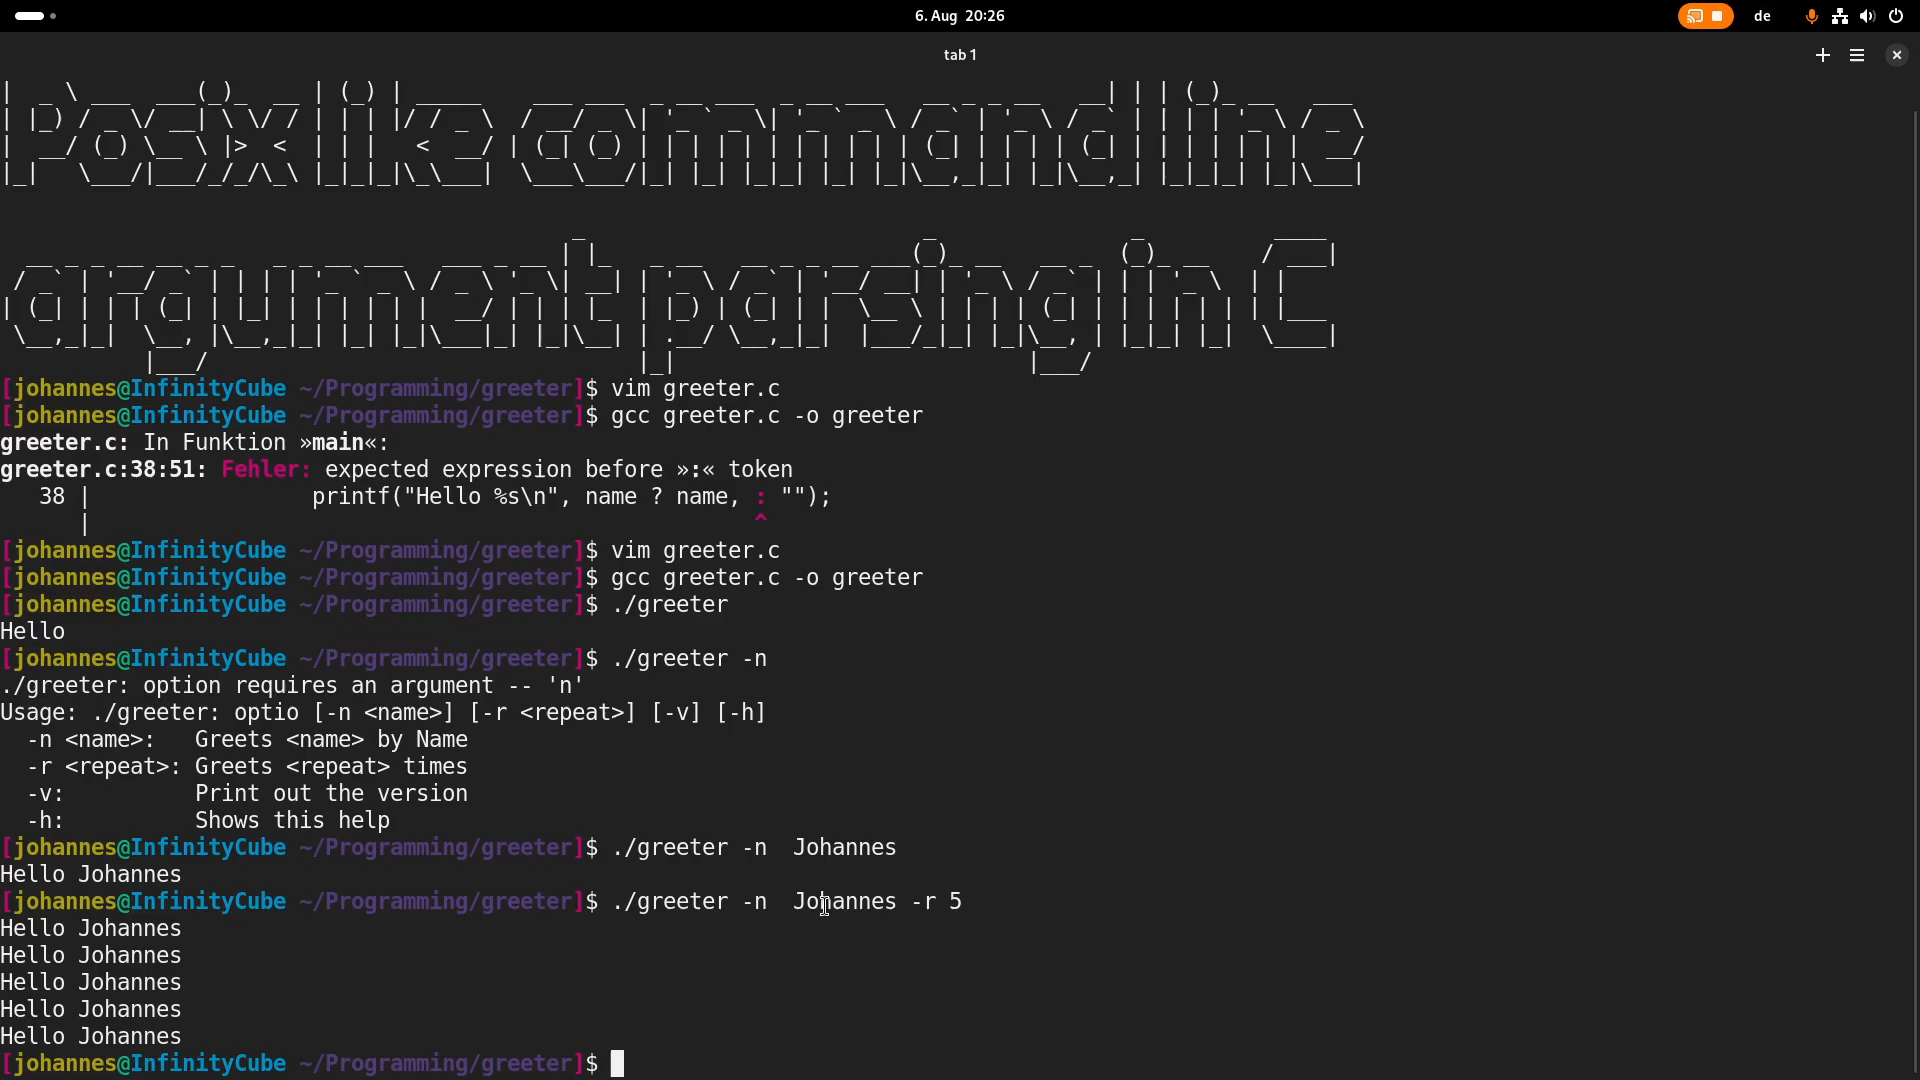 6. Aug 20:26
de
tab 1
Posix like command line
argument parsing in C
[johannes@InfinityCube ~/Programming/greeter]$ vim greeter.c
[johannes@InfinityCube ~/Programming/greeter]$ gcc greeter.c -o greeter
greeter.c: In Funktion »main«:
greeter.c:38:51: Fehler: expected expression before »:« token
38 | printf("Hello %s\n", name ? name, : "");
| ^
[johannes@InfinityCube ~/Programming/greeter]$ vim greeter.c
[johannes@InfinityCube ~/Programming/greeter]$ gcc greeter.c -o greeter
[johannes@InfinityCube ~/Programming/greeter]$ ./greeter
Hello
[johannes@InfinityCube ~/Programming/greeter]$ ./greeter -n
./greeter: option requires an argument -- 'n'
Usage: ./greeter: optio [-n <name>] [-r <repeat>] [-v] [-h]
-n <name>: Greets <name> by Name
-r <repeat>: Greets <repeat> times
-v: Print out the version
-h: Shows this help
[johannes@InfinityCube ~/Programming/greeter]$ ./greeter -n  Johannes
Hello Johannes
[johannes@InfinityCube ~/Programming/greeter]$ ./greeter -n  Johannes -r 5
Hello Johannes
Hello Johannes
Hello Johannes
Hello Johannes
Hello Johannes
[johannes@InfinityCube ~/Programming/greeter]$